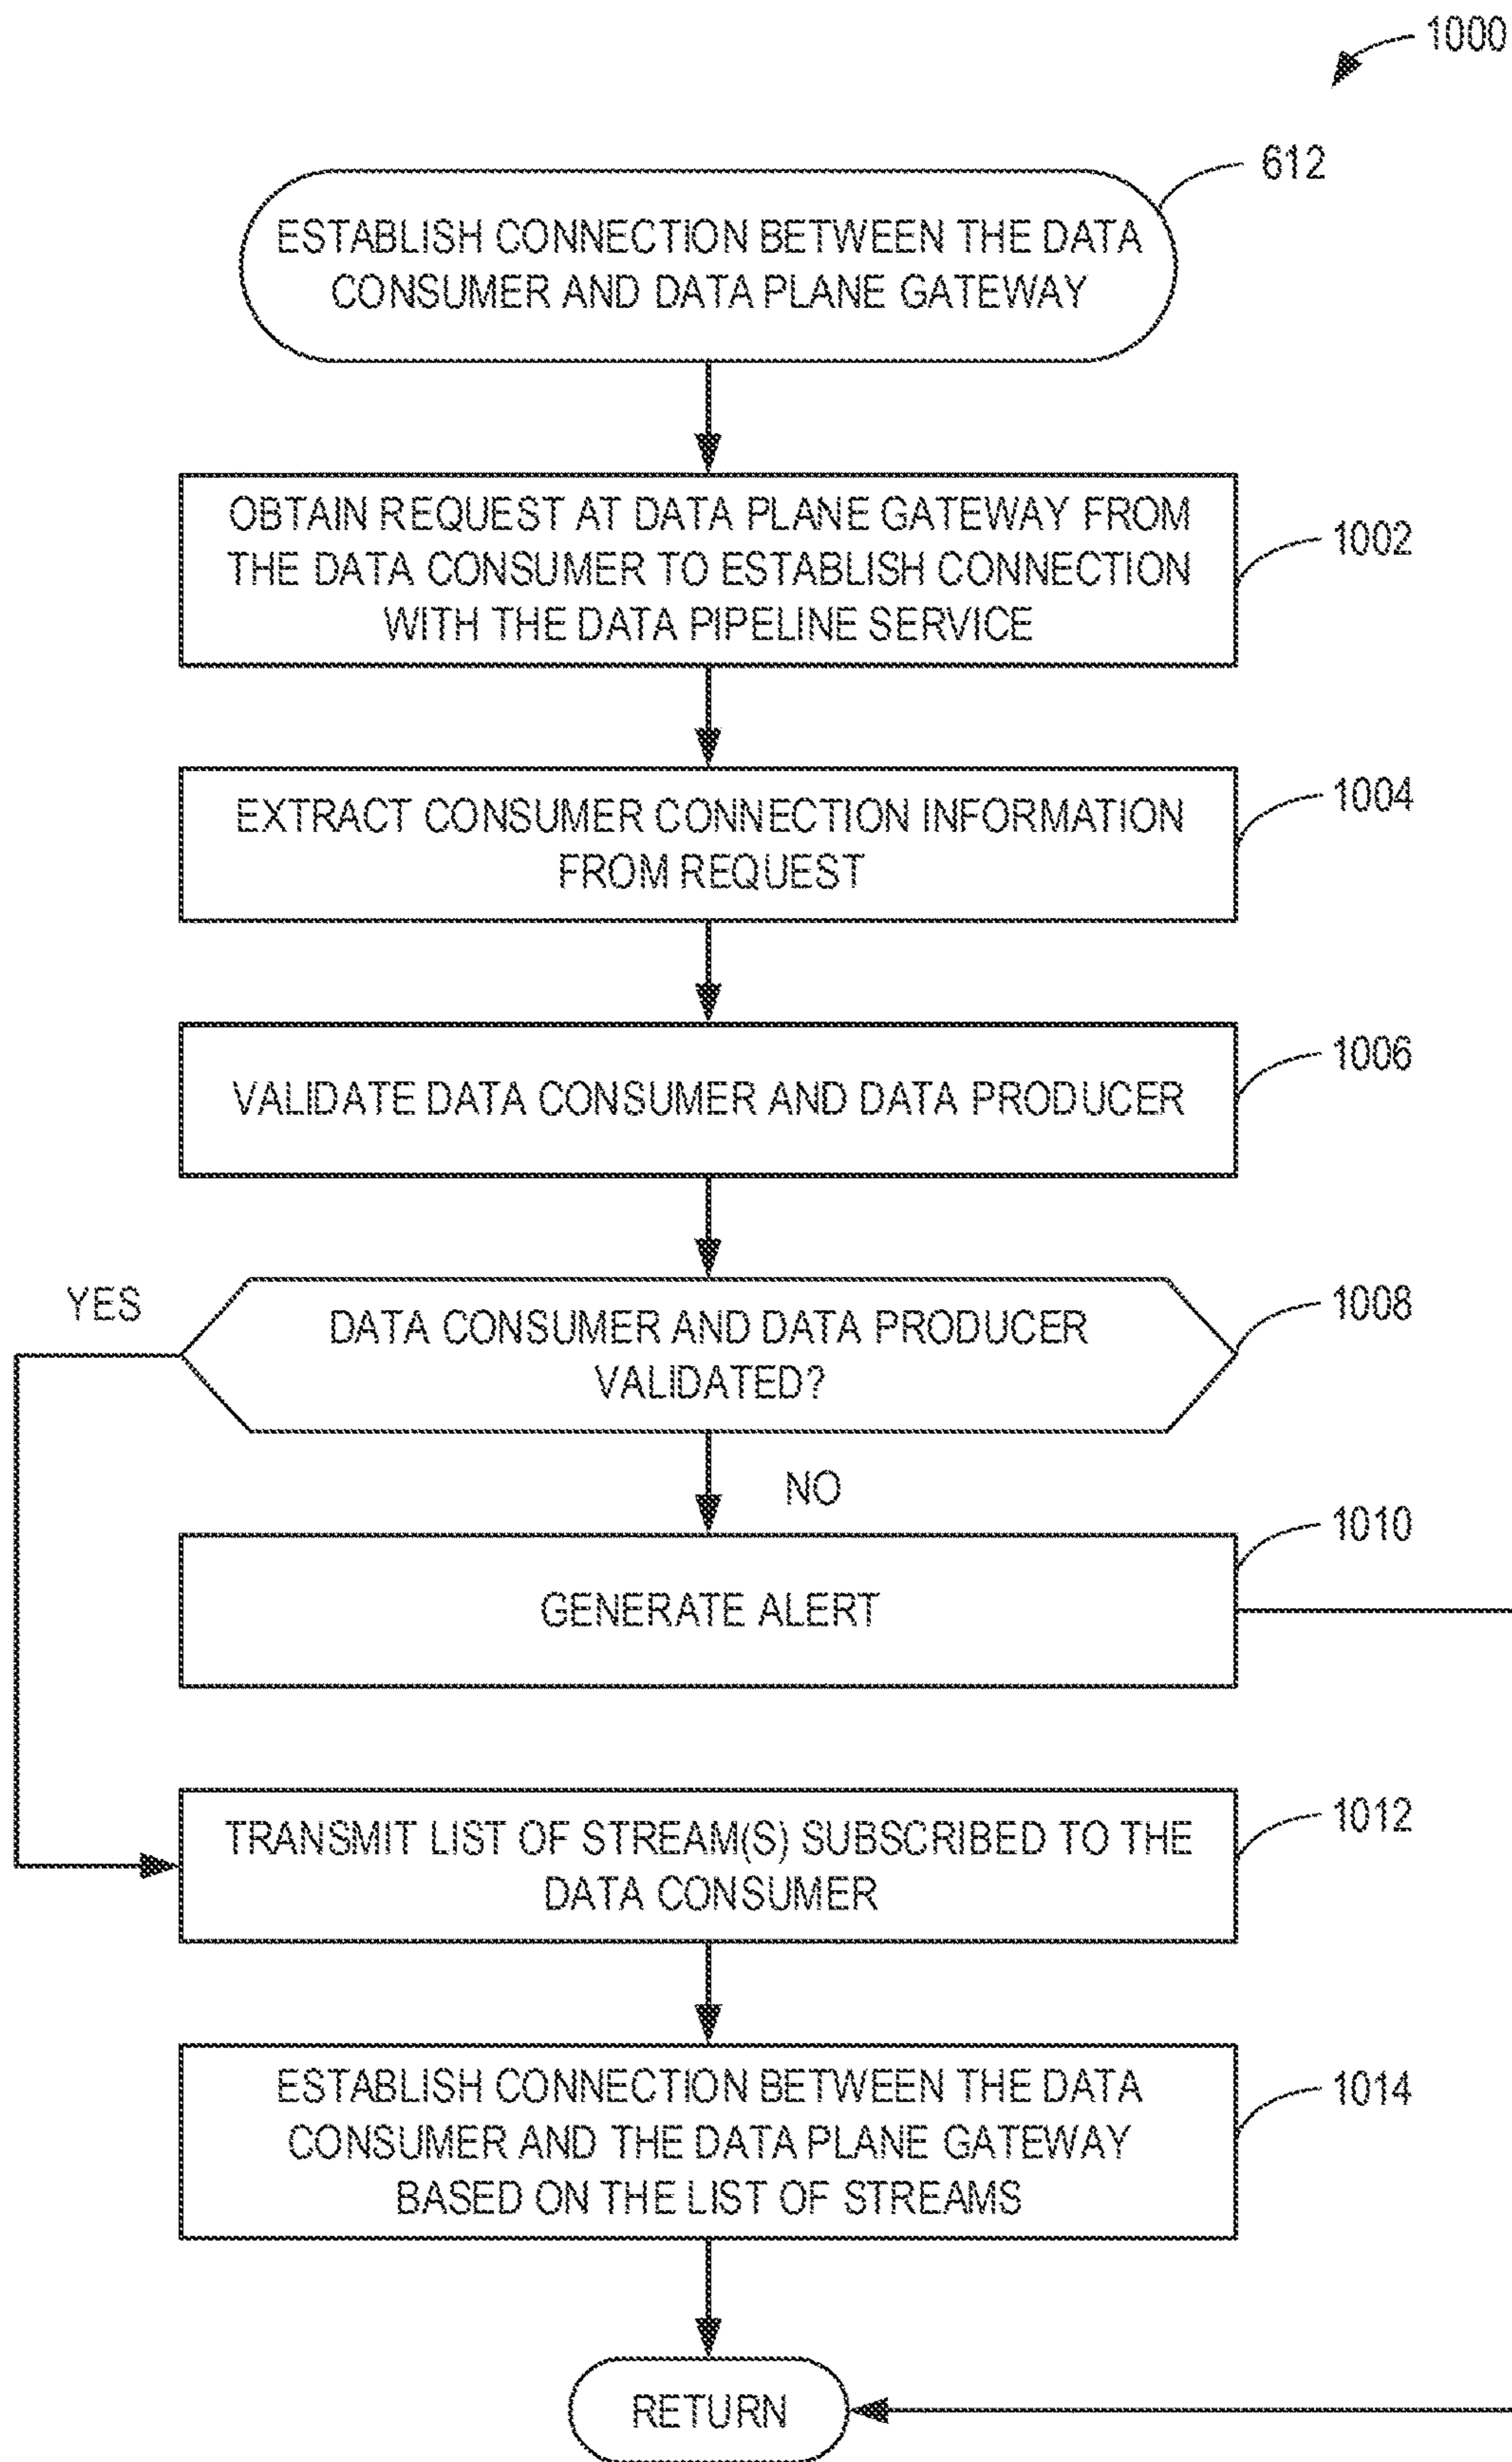 1000
612
ESTABLISH CONNECTION BETWEEN THE DATA
CONSUMER AND DATA PLANE GATEWAY
OBTAIN REQUEST AT DATA PLANE GATEWAY FROM
THE DATA CONSUMER TO ESTABLISH CONNECTION
WITH THE DATA PIPELINE SERVICE
1002
EXTRACT CONSUMER CONNECTION INFORMATION
FROM REQUEST
1004
VALIDATE DATA CONSUMER AND DATA PRODUCER
1006
YES
DATA CONSUMER AND DATA PRODUCER
VALIDATED?
1008
NO
GENERATE ALERT
1010
TRANSMIT LIST OF STREAM(S) SUBSCRIBED TO THE
DATA CONSUMER
1012
ESTABLISH CONNECTION BETWEEN THE DATA
CONSUMER AND THE DATA PLANE GATEWAY
BASED ON THE LIST OF STREAMS
1014
RETURN